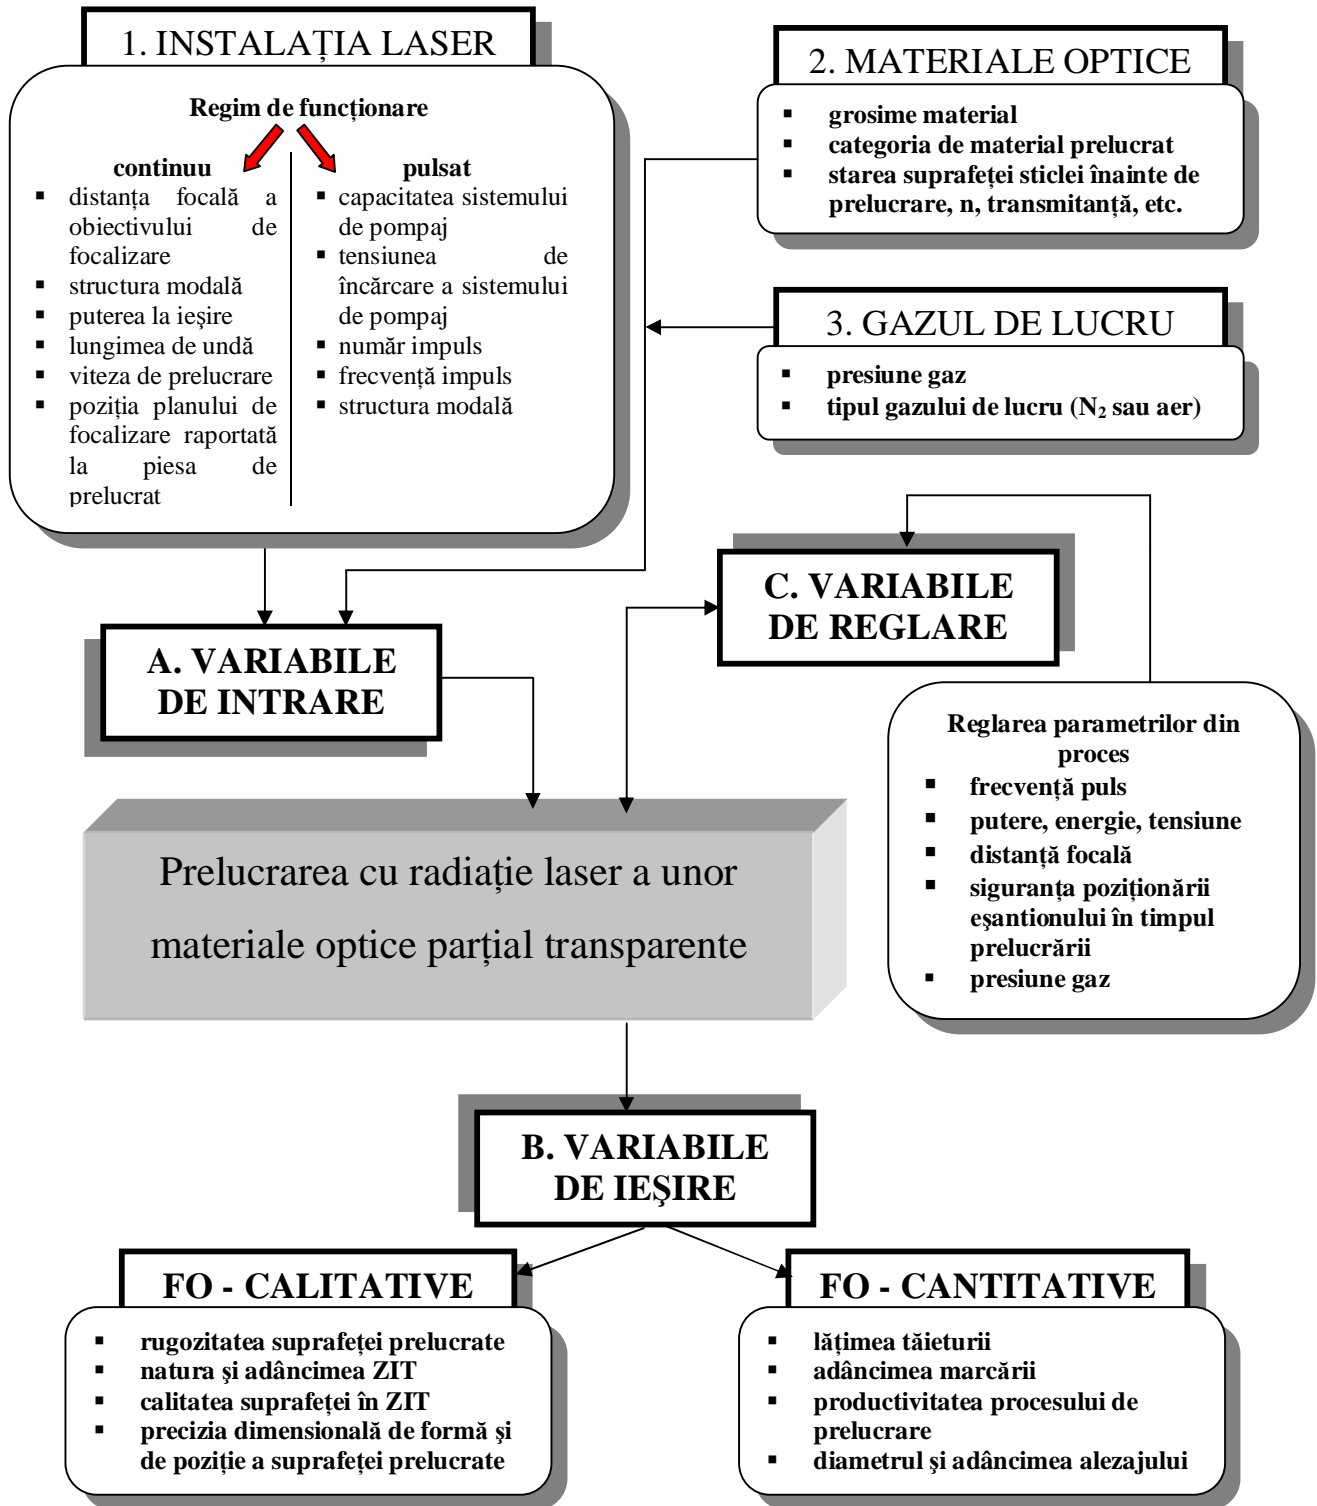 1. INSTALAȚIA LASER
Regim de funcționare
continuu
▪ distanța focală a
obiectivului de
focalizare
▪ structura modală
▪ puterea la ieşire
▪ lungimea de undă
▪ viteza de prelucrare
▪ poziția planului de
focalizare raportată
la piesa de
prelucrat
pulsat
▪ capacitatea sistemului
de pompaj
▪ tensiunea de
încărcare a sistemului
de pompaj
▪ număr impuls
▪ frecvență impuls
▪ structura modală
2. MATERIALE OPTICE
▪ grosime material
▪ categoria de material prelucrat
▪ starea suprafeței sticlei înainte de
prelucrare, n, transmitanță, etc.
3. GAZUL DE LUCRU
▪ presiune gaz
▪ tipul gazului de lucru (N₂ sau aer)
A. VARIABILE
DE INTRARE
C. VARIABILE
DE REGLARE
Reglarea parametrilor din
proces
▪ frecvență puls
▪ putere, energie, tensiune
▪ distanță focală
▪ siguranța poziționării
eşantionului în timpul
prelucrării
▪ presiune gaz
Prelucrarea cu radiație laser a unor
materiale optice parțial transparente
B. VARIABILE
DE IEŞIRE
FO - CALITATIVE
▪ rugozitatea suprafeței prelucrate
▪ natura şi adâncimea ZIT
▪ calitatea suprafeței în ZIT
▪ precizia dimensională de formă şi
de poziție a suprafeței prelucrate
FO - CANTITATIVE
▪ lățimea tăieturii
▪ adâncimea marcării
▪ productivitatea procesului de
prelucrare
▪ diametrul şi adâncimea alezajului